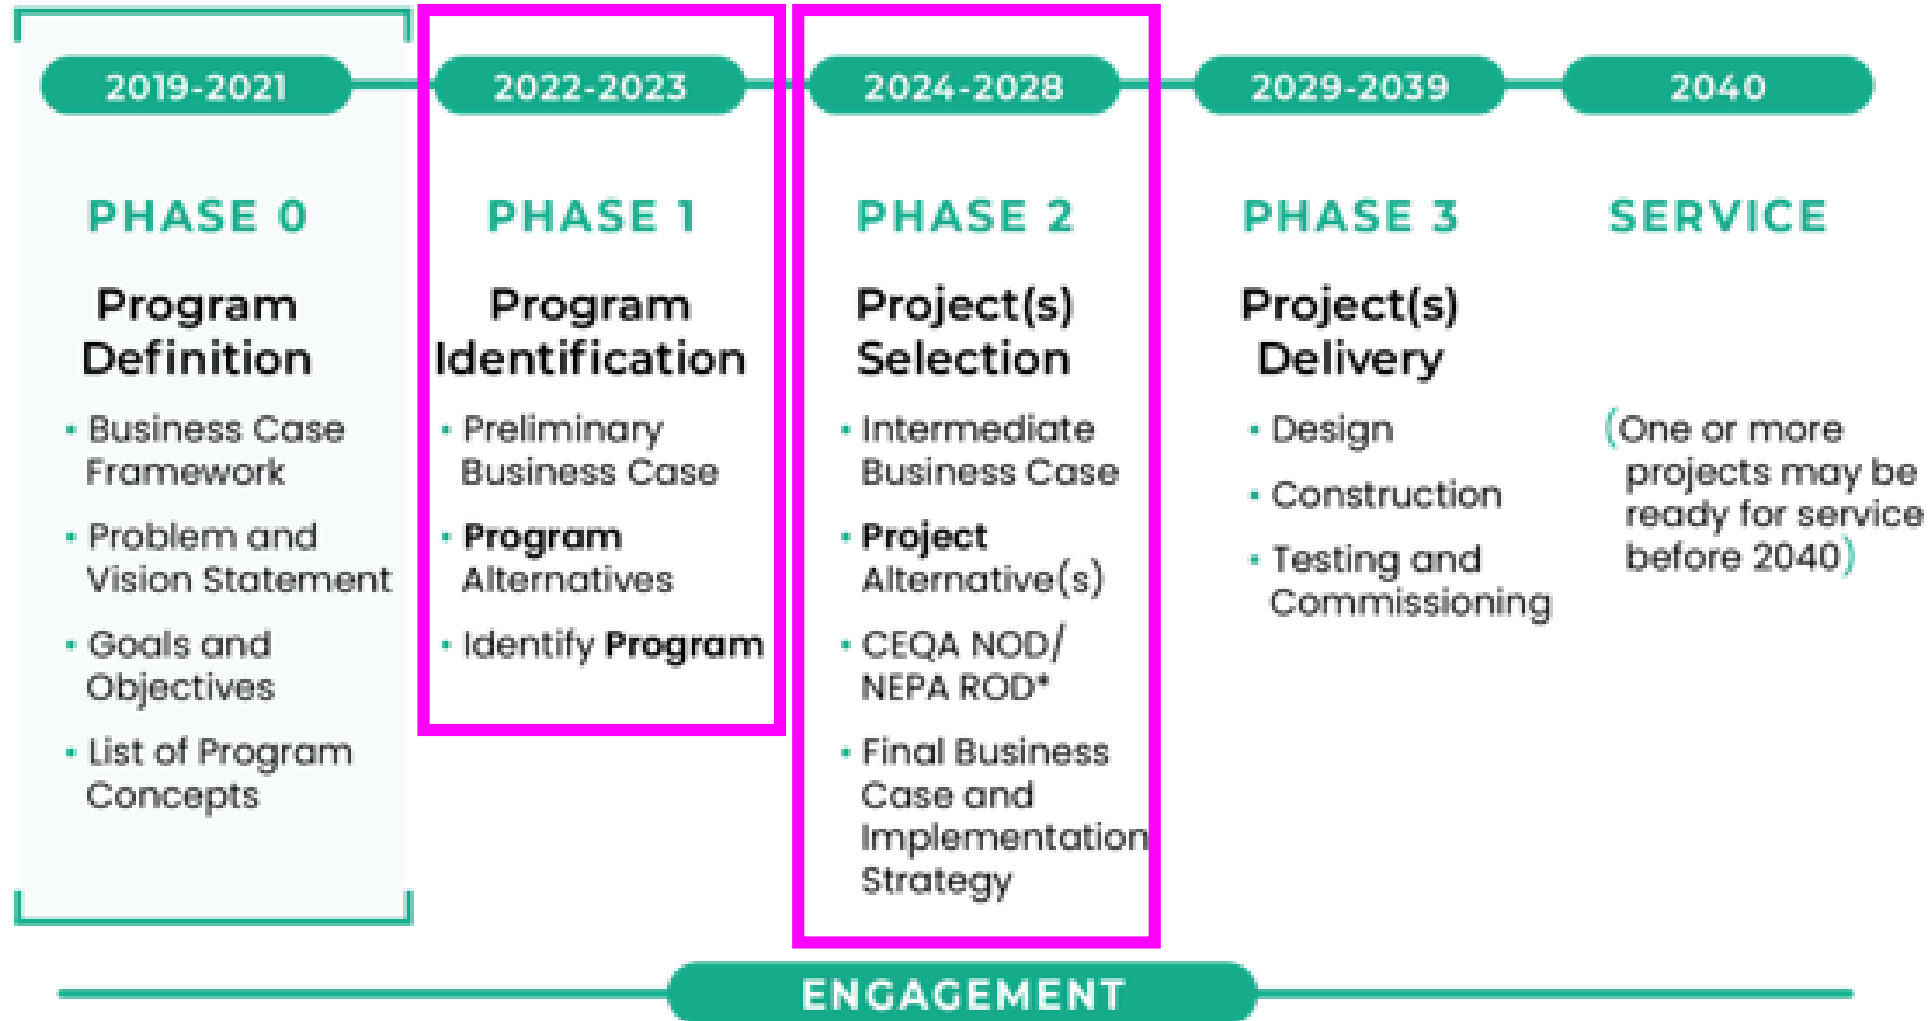 2019-2021
2022-2023
2024-2028
2029-2039
2040
PHASE 0
Program
Definition
• Business Case
Framework
• Problem and
Vision Statement
• Goals and
Objectives
• List of Program
Concepts
PHASE 1
Program
Identification
• Preliminary
Business Case
• Program
Alternatives
• Identify Program
PHASE 2
Project(s)
Selection
• Intermediate
Business Case
• Project
Alternative(s)
• CEQA NOD/
NEPA ROD*
• Final Business
Case and
Implementation
Strategy
PHASE 3
Project(s)
Delivery
• Design
• Construction
• Testing and
Commissioning
SERVICE
(One or more
projects may be
ready for service
before 2040)
ENGAGEMENT